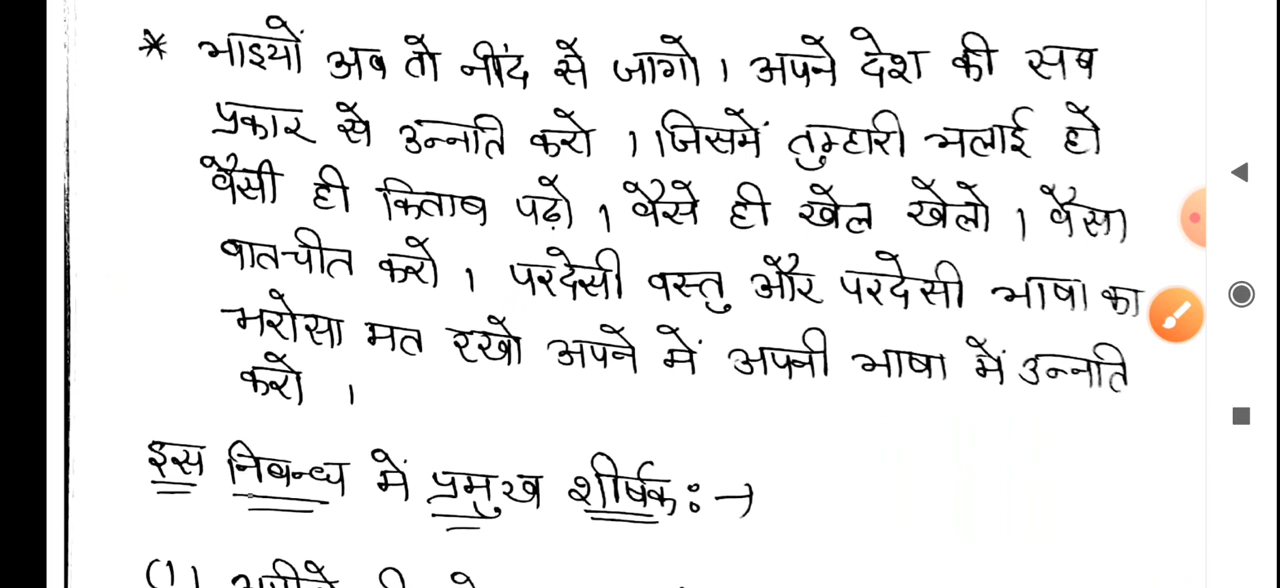 * भाइयों अब तो नींद से जागो। अपने देश की सब
प्रकार से उन्नति करो। जिसमें तुम्हारी भलाई हो
वैसी ही किताब पढ़ो। वैसे ही खेल खेलो। वैसा
बातचीत करो। परदेसी वस्तु और परदेसी भाषा का
भरोसा मत रखो अपने में अपनी भाषा में उन्नति
करो।
इस निबन्ध में प्रमुख शीर्षक:→
(1)